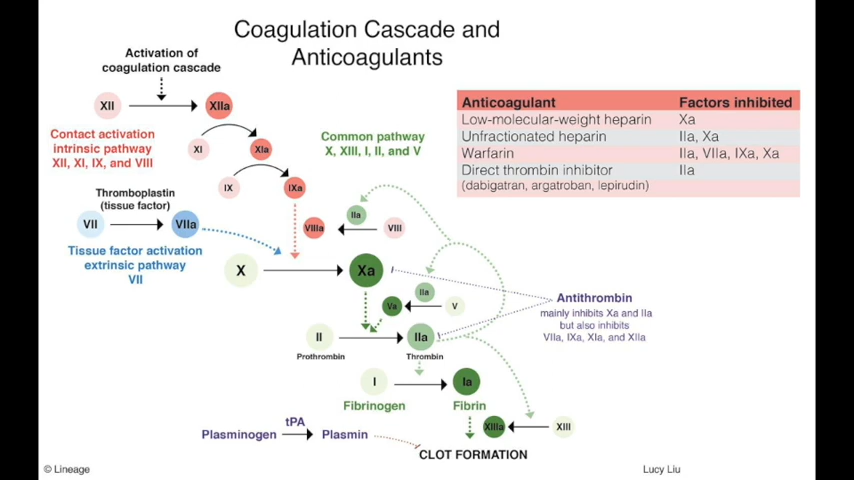 Coagulation Cascade and
Anticoagulants
Activation of
coagulation cascade
XII
XIIa
Contact activation
intrinsic pathway
XII, XI, IX, and VIII
XI
XIa
IX
IXa
Common pathway
X, XIII, I, II, and V
Anticoagulant Factors inhibited
Low-molecular-weight heparin Xa
Unfractionated heparin IIa, Xa
Warfarin IIa, VIIa, IXa, Xa
Direct thrombin inhibitor IIa
(dabigatran, argatroban, lepirudin)
Thromboplastin
(tissue factor)
VII
VIIa
Tissue factor activation
extrinsic pathway
VII
IIa
VIIIa
VIII
X
Xa
IIa
Va
V
Antithrombin
mainly inhibits Xa and IIa
but also inhibits
VIIa, IXa, XIa, and XIIa
II
IIa
Prothrombin
Thrombin
I
Ia
Fibrinogen
Fibrin
XIIIa
XIII
tPA
Plasminogen
Plasmin
CLOT FORMATION
© Lineage
Lucy Liu